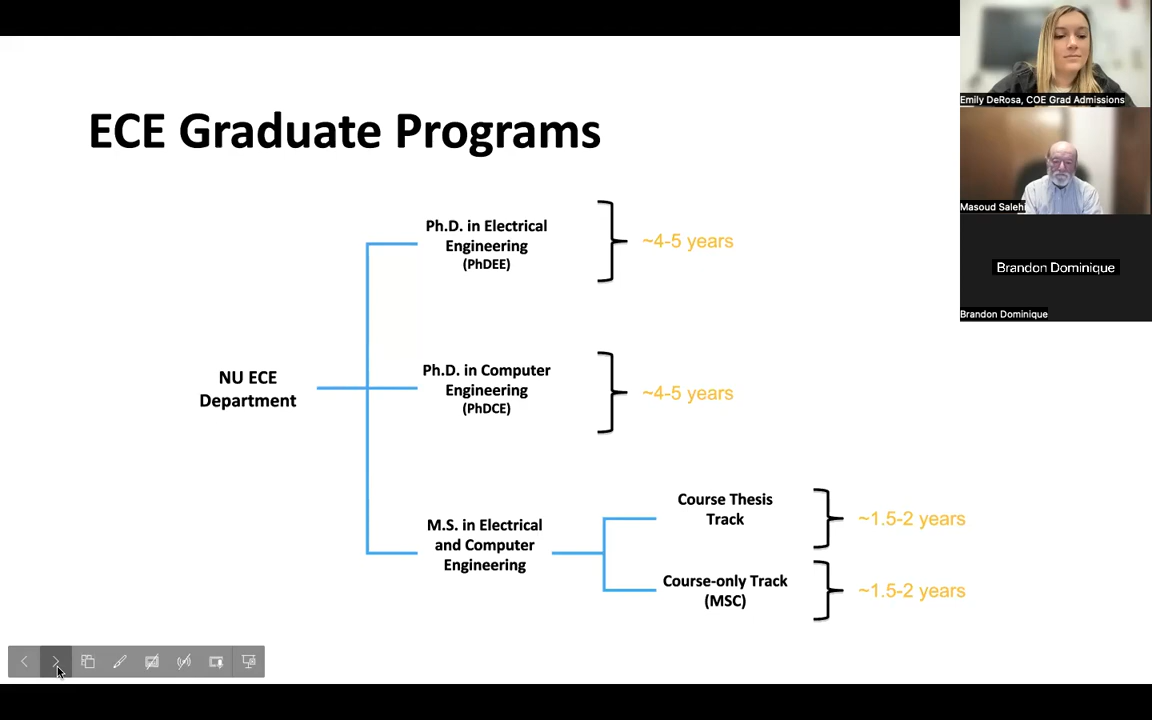 ECE Graduate Programs
Ph.D. in Electrical
Engineering
(PhDEE)
~4-5 years
NU ECE
Department
Ph.D. in Computer
Engineering
(PhDCE)
~4-5 years
M.S. in Electrical
and Computer
Engineering
Course Thesis
Track
~1.5-2 years
Course-only Track
(MSC)
~1.5-2 years
Emily DeRosa, COE Grad Admissions
Masoud Salehi
Brandon Dominique
Brandon Dominique